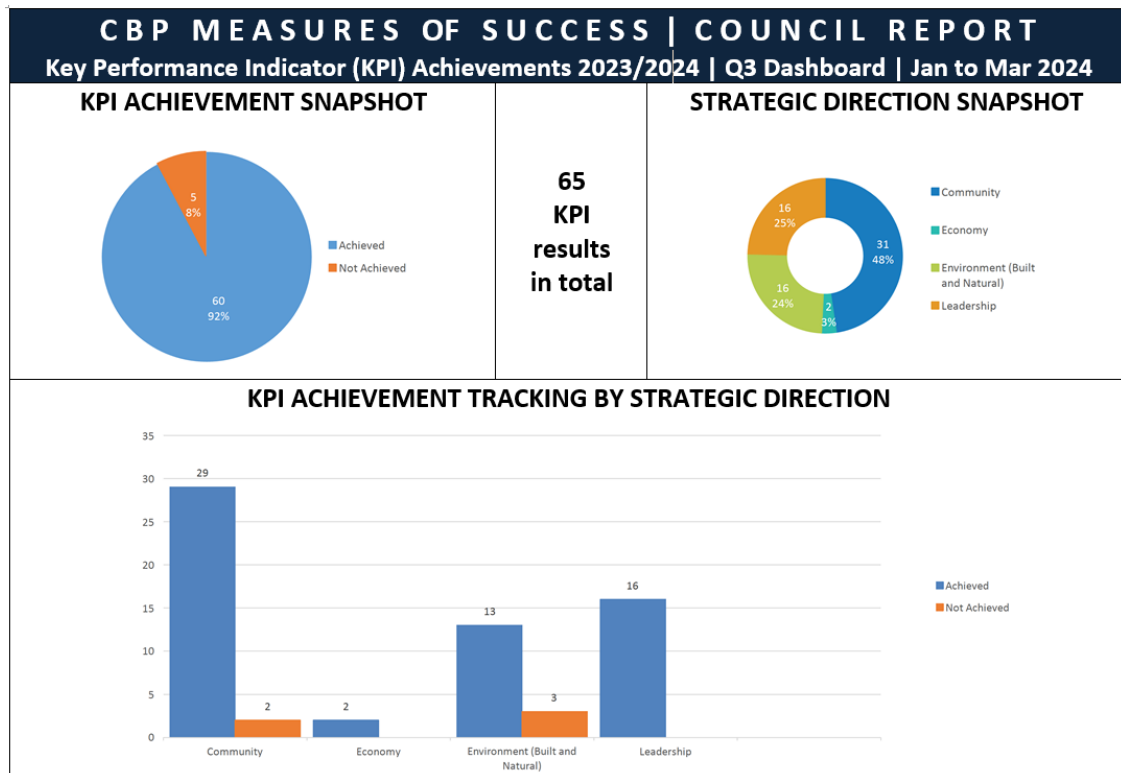 CBP MEASURES OF SUCCESS | COUNCIL REPORT
Key Performance Indicator (KPI) Achievements 2023/2024 | Q3 Dashboard | Jan to Mar 2024
KPI ACHIEVEMENT SNAPSHOT
5
8%
60
92%
Achieved
Not Achieved
65
KPI
results
in total
STRATEGIC DIRECTION SNAPSHOT
16
25%
31
48%
16
24%
2
3%
Community
Economy
Environment (Built
and Natural)
Leadership
KPI ACHIEVEMENT TRACKING BY STRATEGIC DIRECTION
35
30
25
20
15
10
5
0
29
2
2
13
3
16
Community
Economy
Environment (Built and
Natural)
Leadership
Achieved
Not Achieved